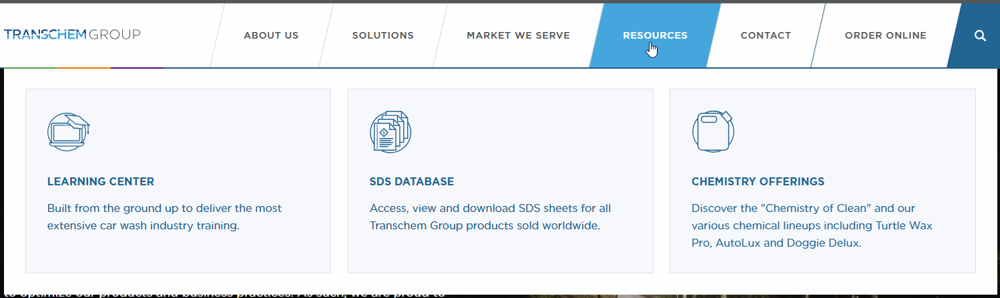 TRANSCHEM GROUP
ABOUT US
SOLUTIONS
MARKET WE SERVE
RESOURCES
CONTACT
ORDER ONLINE
LEARNING CENTER
Built from the ground up to deliver the most
extensive car wash industry training.
SDS DATABASE
Access, view and download SDS sheets for all
Transchem Group products sold worldwide.
CHEMISTRY OFFERINGS
Discover the "Chemistry of Clean" and our
various chemical lineups including Turtle Wax
Pro, AutoLux and Doggie Delux.
to optimize our products and business practices. As such, we are proud to